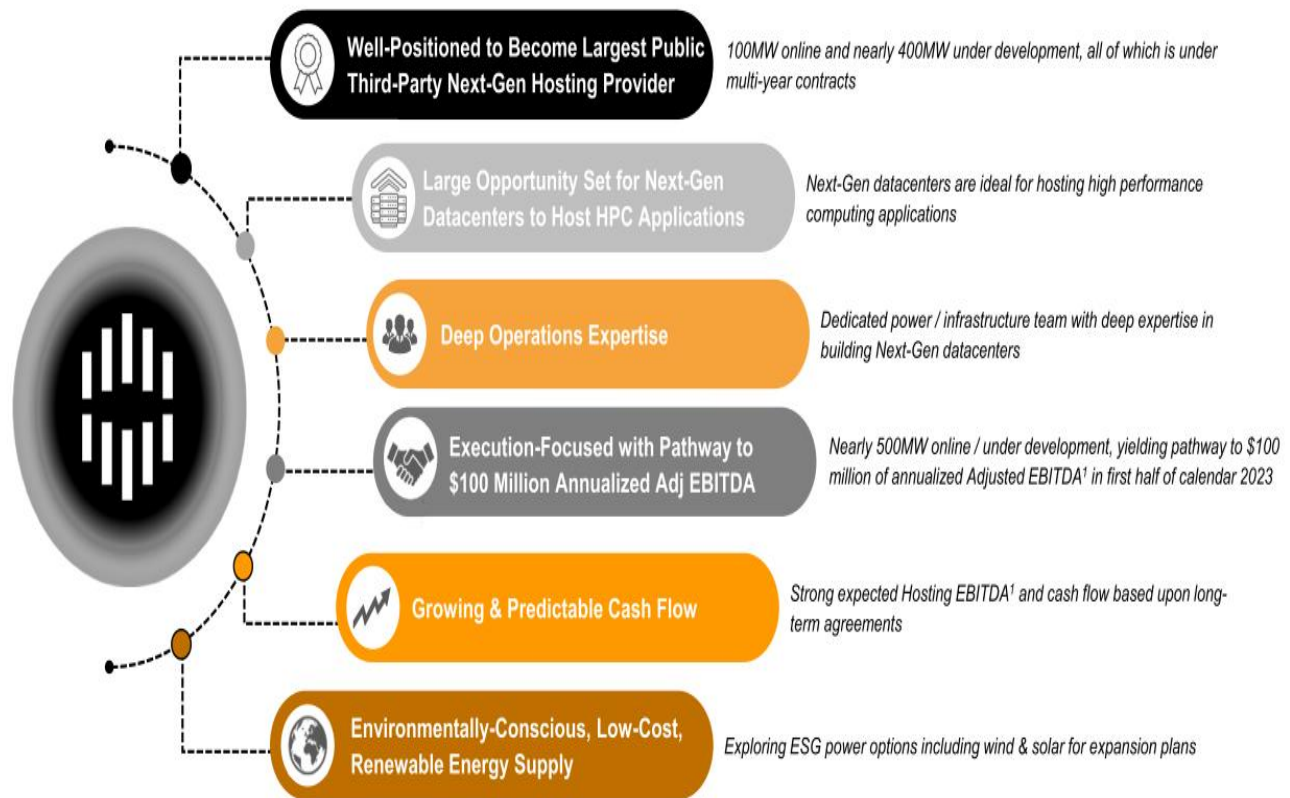 Well-Positioned to Become Largest Public
Third-Party Next-Gen Hosting Provider
100MW online and nearly 400MW under development, all of which is under
multi-year contracts
Large Opportunity Set for Next-Gen
Datacenters to Host HPC Applications
Next-Gen datacenters are ideal for hosting high performance
computing applications
Deep Operations Expertise
Dedicated power / infrastructure team with deep expertise in
building Next-Gen datacenters
Execution-Focused with Pathway to
$100 Million Annualized Adj EBITDA
Nearly 500MW online / under development, yielding pathway to $100
million of annualized Adjusted EBITDA¹ in first half of calendar 2023
Growing & Predictable Cash Flow
Strong expected Hosting EBITDA¹ and cash flow based upon long-
term agreements
Environmentally-Conscious, Low-Cost,
Renewable Energy Supply
Exploring ESG power options including wind & solar for expansion plans